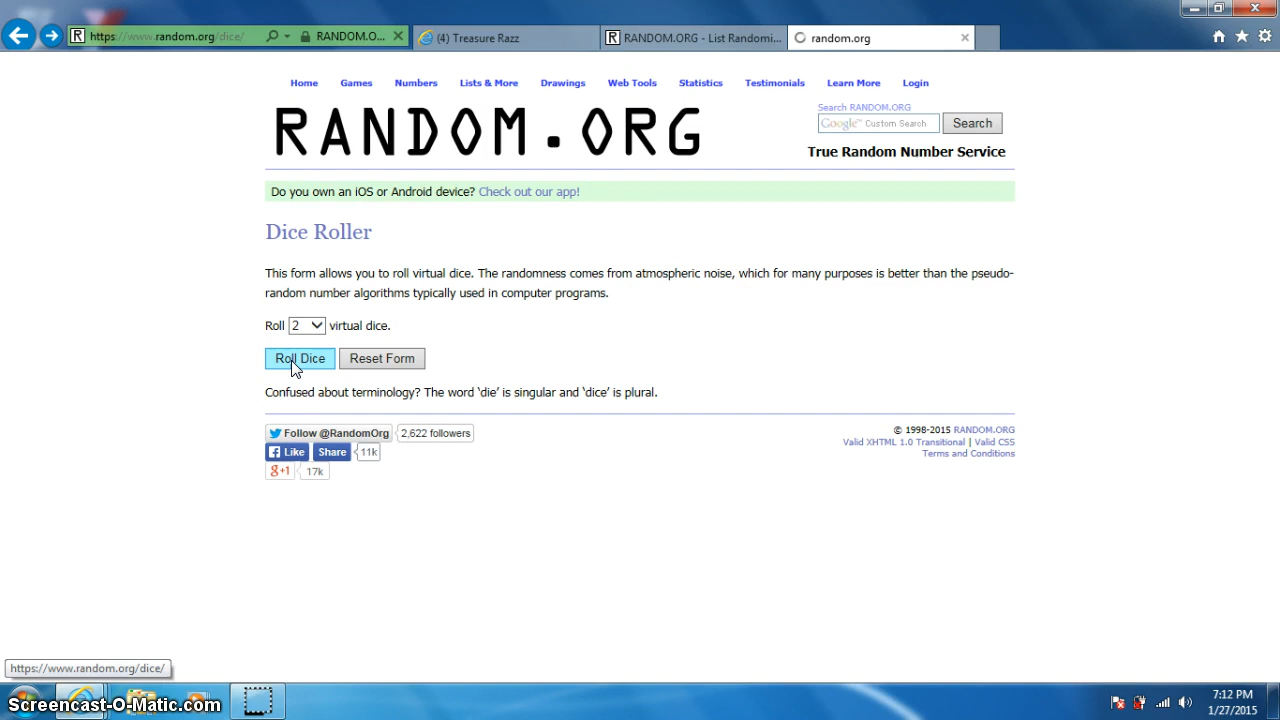 https://www.random.org/dice/
RANDOM.O...
(4) Treasure Razz
RANDOM.ORG - List Randomi...
random.org
Home Games Numbers Lists & More Drawings Web Tools Statistics Testimonials Learn More Login
RANDOM.ORG
Search RANDOM.ORG
Google™ Custom Search
Search
True Random Number Service
Do you own an iOS or Android device? Check out our app!
Dice Roller
This form allows you to roll virtual dice. The randomness comes from atmospheric noise, which for many purposes is better than the pseudo-
random number algorithms typically used in computer programs.
Roll 2 virtual dice.
Roll Dice Reset Form
Confused about terminology? The word ‘die’ is singular and ‘dice’ is plural.
Follow @RandomOrg 2,622 followers
Like Share 11k
g+1 17k
© 1998-2015 RANDOM.ORG
Valid XHTML 1.0 Transitional | Valid CSS
Terms and Conditions
https://www.random.org/dice/
Screencast-O-Matic.com
7:12 PM
1/27/2015